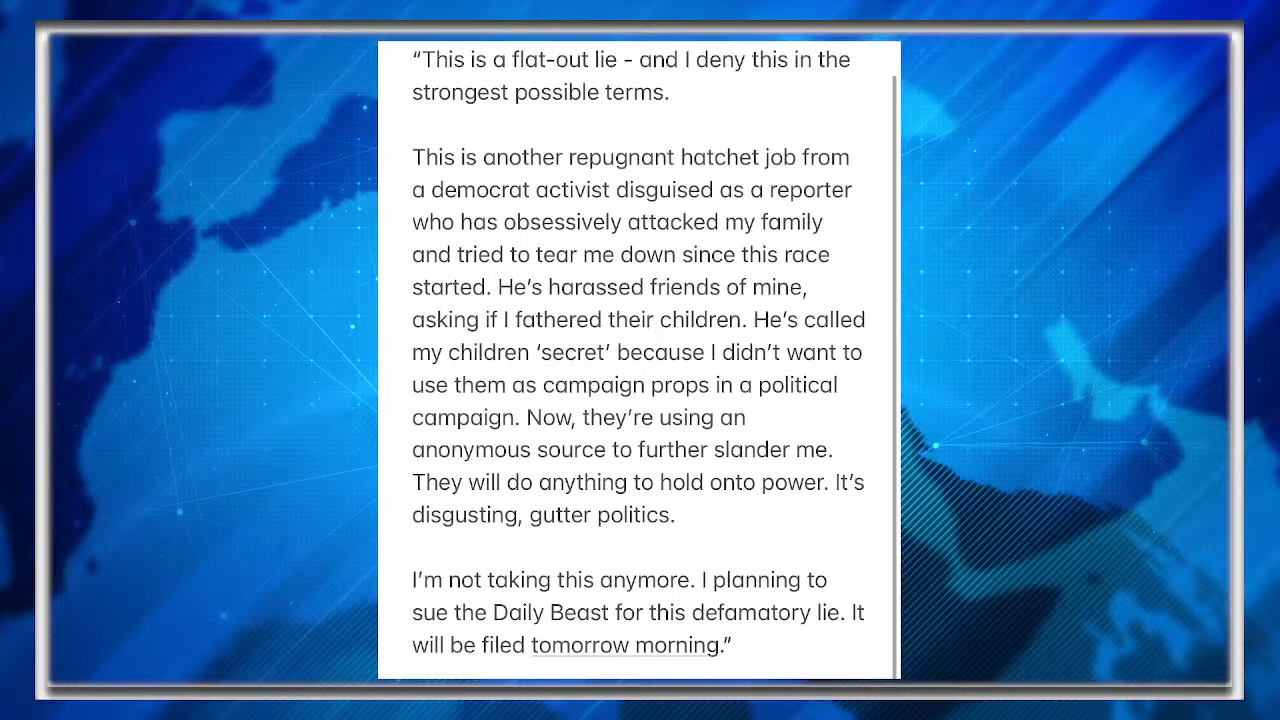 “This is a flat-out lie - and I deny this in the
strongest possible terms.
This is another repugnant hatchet job from
a democrat activist disguised as a reporter
who has obsessively attacked my family
and tried to tear me down since this race
started. He’s harassed friends of mine,
asking if I fathered their children. He’s called
my children ‘secret’ because I didn’t want to
use them as campaign props in a political
campaign. Now, they’re using an
anonymous source to further slander me.
They will do anything to hold onto power. It’s
disgusting, gutter politics.
I’m not taking this anymore. I planning to
sue the Daily Beast for this defamatory lie. It
will be filed tomorrow morning.”